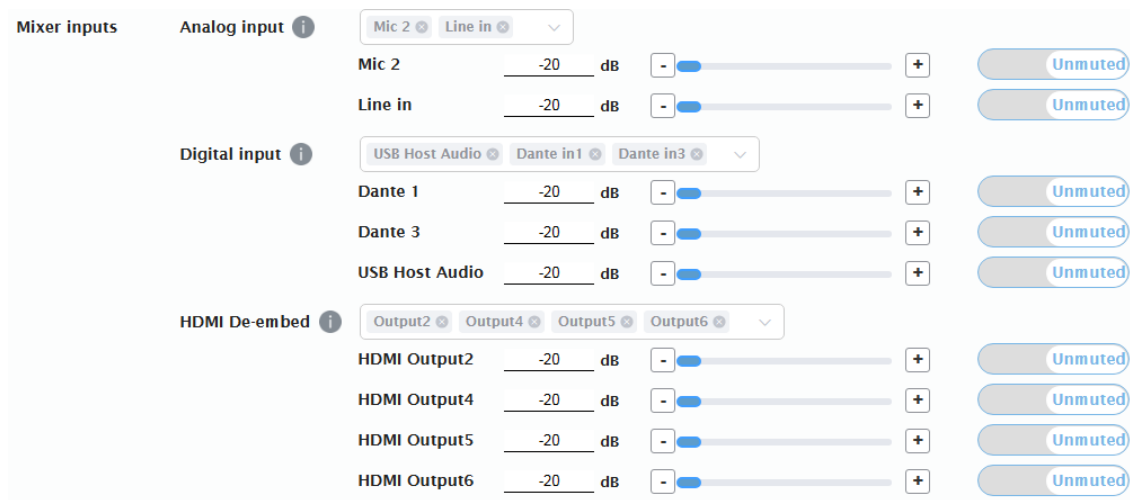 Mixer inputs Analog input i Mic 2 Line in
Mic 2 -20 dB - + Unmuted
Line in -20 dB - + Unmuted
Digital input i USB Host Audio Dante in1 Dante in3
Dante 1 -20 dB - + Unmuted
Dante 3 -20 dB - + Unmuted
USB Host Audio -20 dB - + Unmuted
HDMI De-embed i Output2 Output4 Output5 Output6
HDMI Output2 -20 dB - + Unmuted
HDMI Output4 -20 dB - + Unmuted
HDMI Output5 -20 dB - + Unmuted
HDMI Output6 -20 dB - + Unmuted